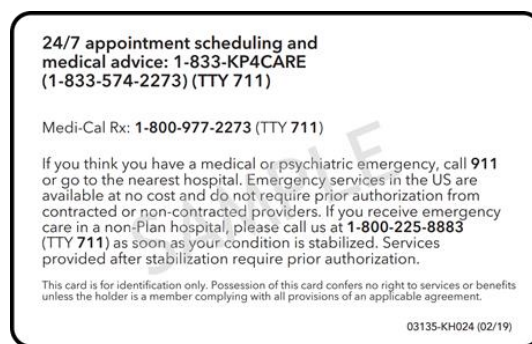 24/7 appointment scheduling and
medical advice: 1-833-KP4CARE
(1-833-574-2273) (TTY 711)
Medi-Cal Rx: 1-800-977-2273 (TTY 711)
If you think you have a medical or psychiatric emergency, call 911
or go to the nearest hospital. Emergency services in the US are
available at no cost and do not require prior authorization from
contracted or non-contracted providers. If you receive emergency
care in a non-Plan hospital, please call us at 1-800-225-8883
(TTY 711) as soon as your condition is stabilized. Services
provided after stabilization require prior authorization.
This card is for identification only. Possession of this card confers no right to services or benefits
unless the holder is a member complying with all provisions of an applicable agreement.
03135-KH024 (02/19)
SAMPLE